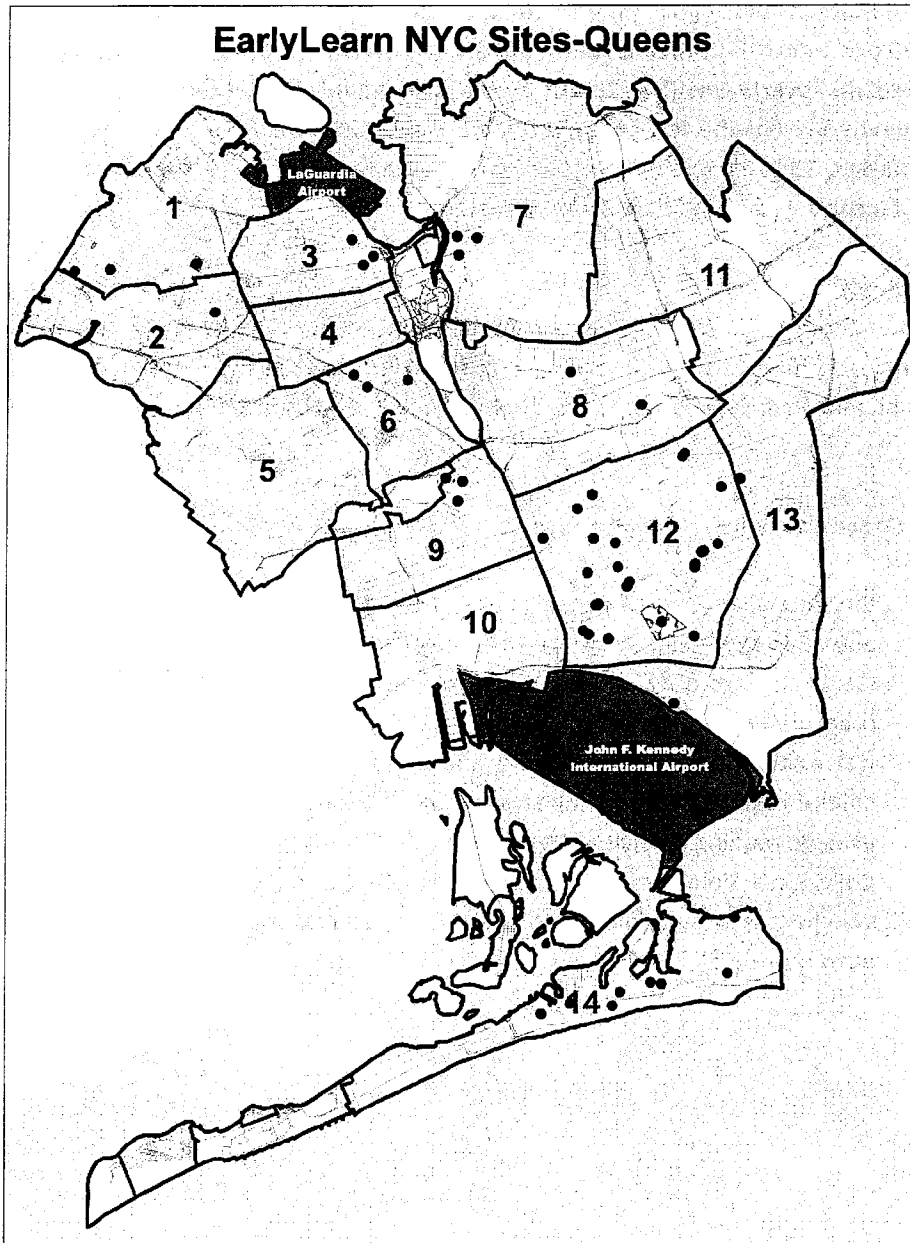 EarlyLearn NYC Sites-Queens
LaGuardia
Airport
1
7
3
11
2
4
8
6
5
13
12
9
10
John F. Kennedy
International Airport
14